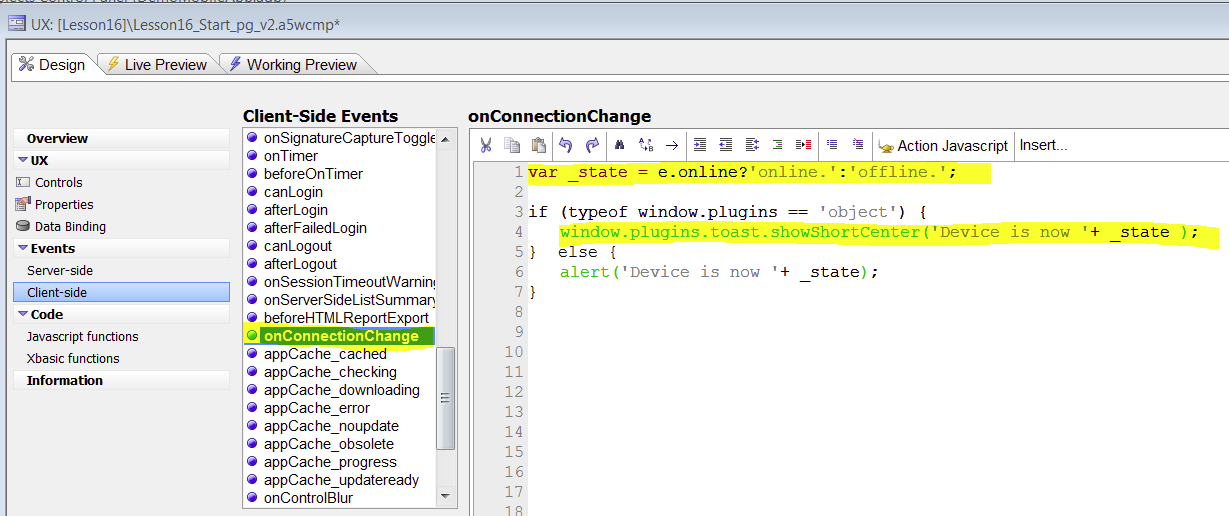 UX: [Lesson16]\Lesson16_Start_pg_v2.a5wcmp*
Design
Live Preview
Working Preview
Overview
UX
Controls
Properties
Data Binding
Events
Server-side
Client-side
Code
Javascript functions
Xbasic functions
Information
Client-Side Events
onSignatureCaptureToggle
onTimer
beforeOnTimer
canLogin
afterLogin
afterFailedLogin
canLogout
afterLogout
onSessionTimeoutWarning
onServerSideListSummary
beforeHTMLReportExport
onConnectionChange
appCache_cached
appCache_checking
appCache_downloading
appCache_error
appCache_noupdate
appCache_obsolete
appCache_progress
appCache_updateready
onControlBlur
onConnectionChange
Action Javascript
Insert...
1 var _state = e.online?'online.':'offline.';
2
3 if (typeof window.plugins == 'object') {
4 window.plugins.toast.showShortCenter('Device is now '+ _state );
5 } else {
6 alert('Device is now '+ _state);
7 }
8
9
10
11
12
13
14
15
16
17
18